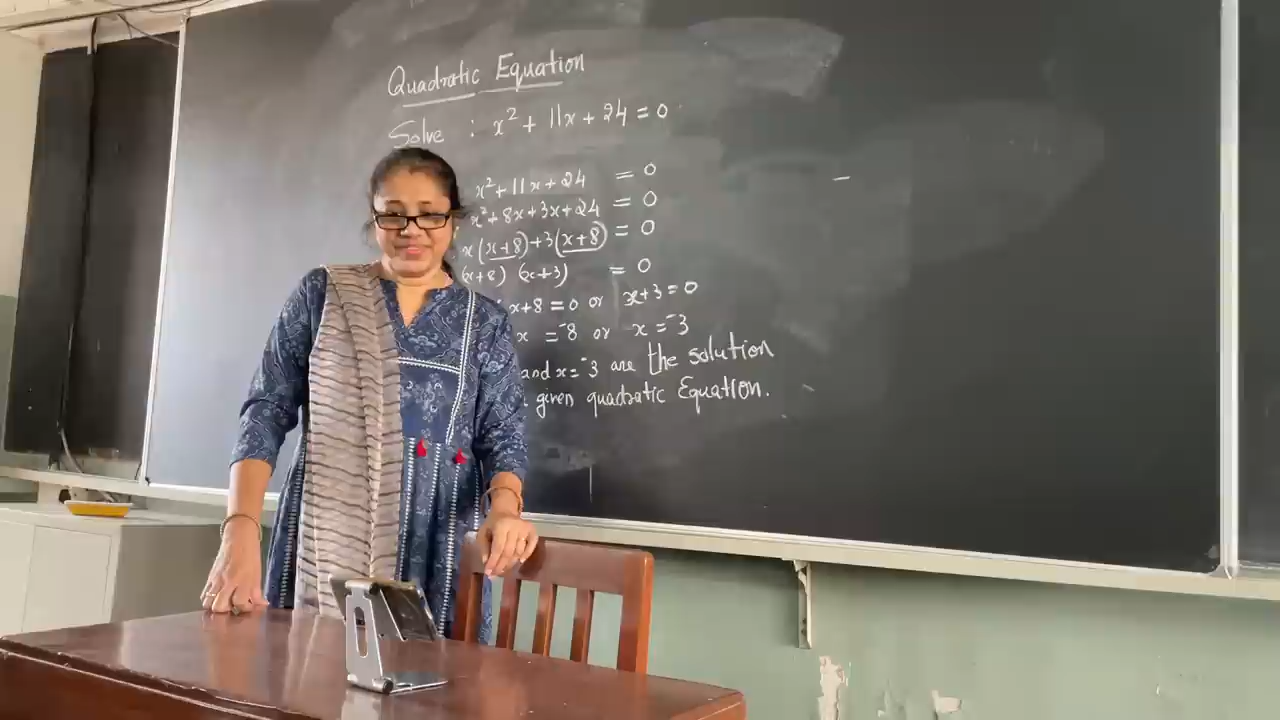 Quadratic Equation
Solve : x² + 11x + 24 = 0
x² + 11x + 24 = 0
x² + 8x + 3x + 24 = 0
x(x+8) + 3(x+8) = 0
(x+8) (x+3) = 0
x+8 = 0 or x+3 = 0
x = ⁻8 or x = ⁻3
and x = ⁻3 are the solution
given quadratic Equation.